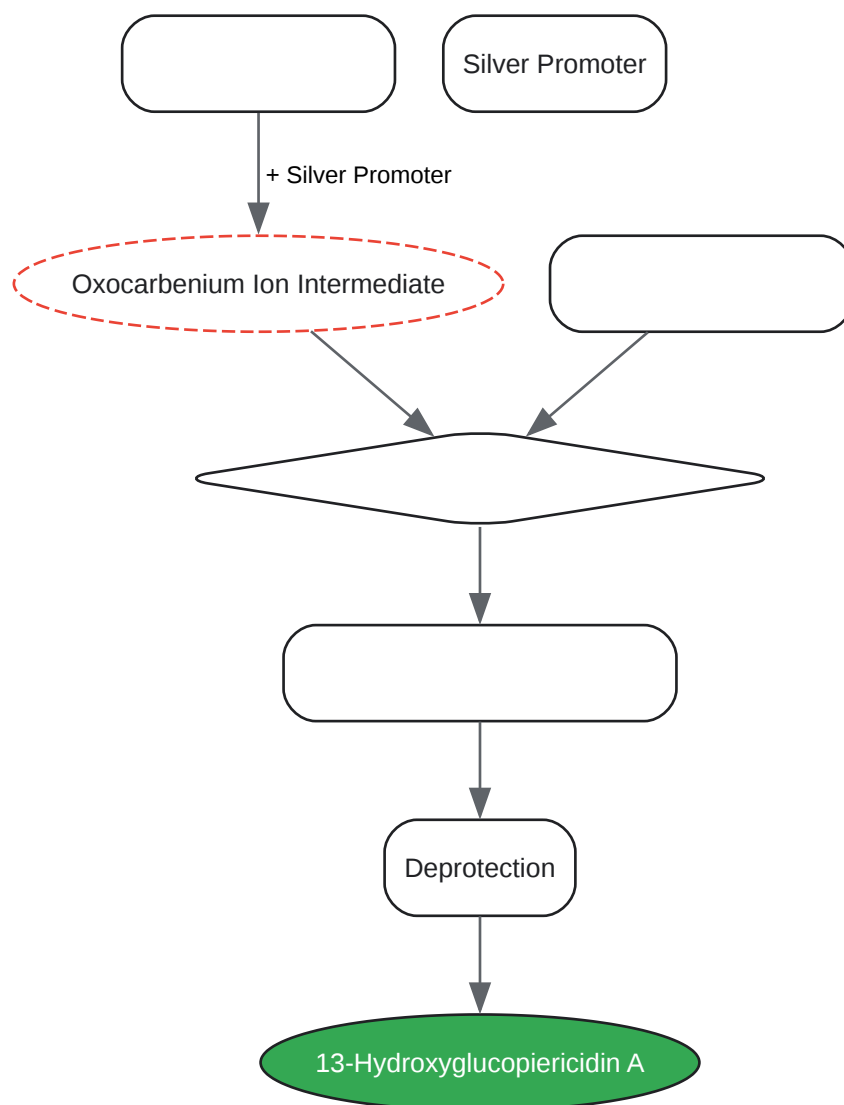 Silver Promoter
+ Silver Promoter
Oxocarbenium Ion Intermediate
Deprotection
13-Hydroxyglucopiericidin A